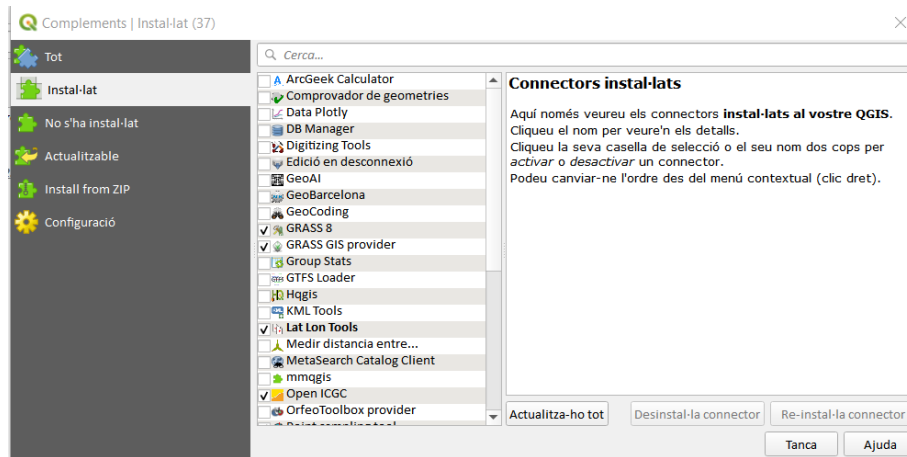 Complements | Instal·lat (37)
Tot
Instal·lat
No s'ha instal·lat
Actualitzable
Install from ZIP
Configuració
Cerca...
ArcGeek Calculator
Comprovador de geometries
Data Plotly
DB Manager
Digitizing Tools
Edició en desconnexió
GeoAI
GeoBarcelona
GeoCoding
GRASS 8
GRASS GIS provider
Group Stats
GTFS Loader
Hqgis
KML Tools
Lat Lon Tools
Medir distancia entre...
MetaSearch Catalog Client
mmqgis
Open ICGC
OrfeoToolbox provider
Connectors instal·lats
Aquí només veureu els connectors instal·lats al vostre QGIS.
Cliqueu el nom per veure'n els detalls.
Cliqueu la seva casella de selecció o el seu nom dos cops per
activar o desactivar un connector.
Podeu canviar-ne l'ordre des del menú contextual (clic dret).
Actualitza-ho tot
Desinstal·la connector
Re-instal·la connector
Tanca
Ajuda